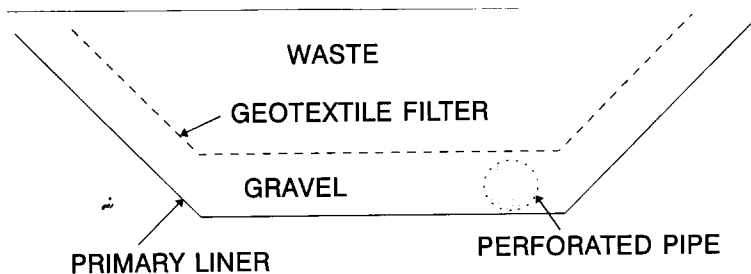 WASTE
GEOTEXTILE FILTER
GRAVEL
PERFORATED PIPE
PRIMARY LINER